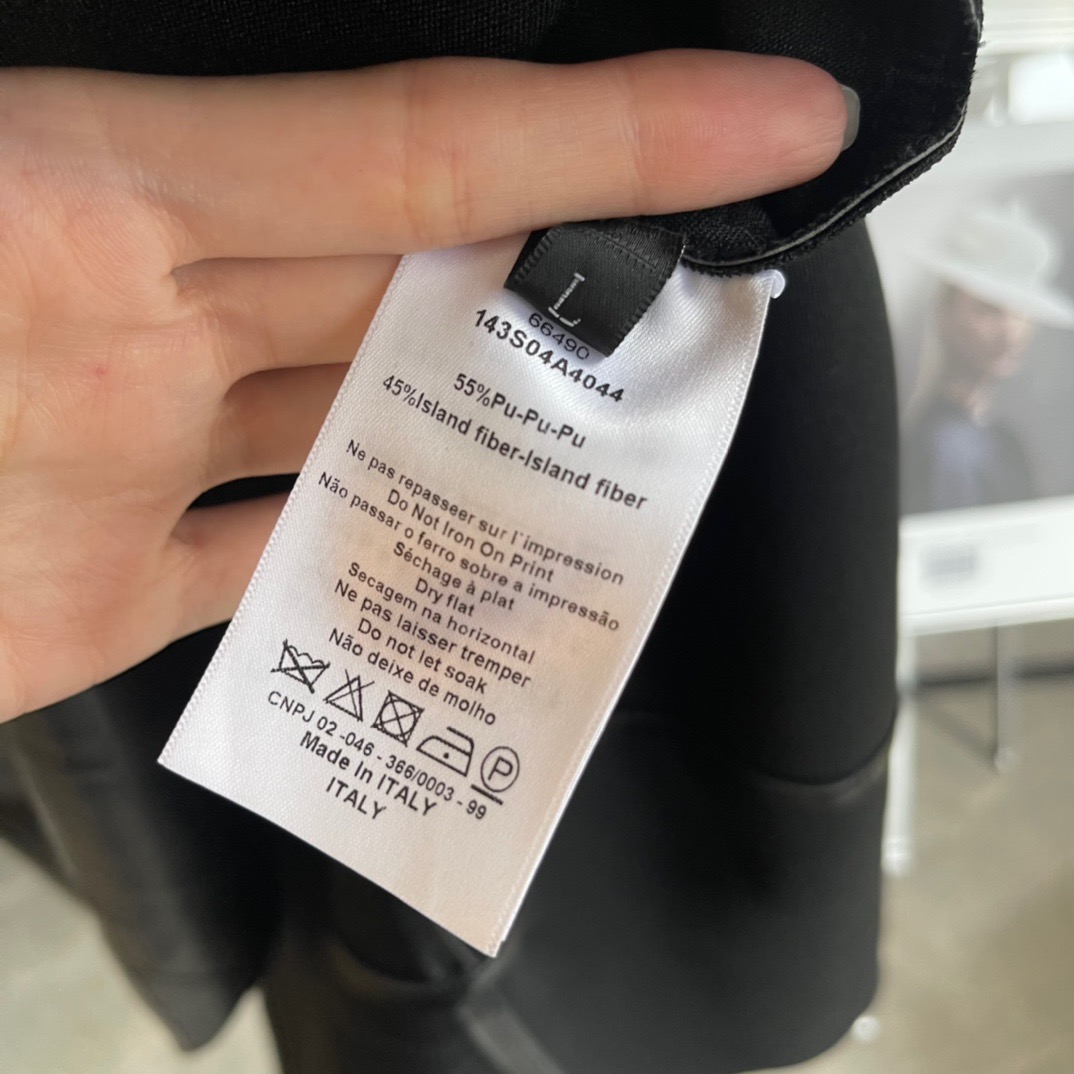 L
66490
143S04A4044
55%Pu-Pu-Pu
45%Island fiber-Island fiber
Ne pas repasseer sur l`impression
Do Not Iron On Print
Não passar o ferro sobre a impressão
Séchage à plat
Dry flat
Secagem na horizontal
Ne pas laisser tremper
Do not let soak
Não deixe de molho
P
CNPJ 02 -046 - 366/0003 - 99
Made In ITALY
ITALY